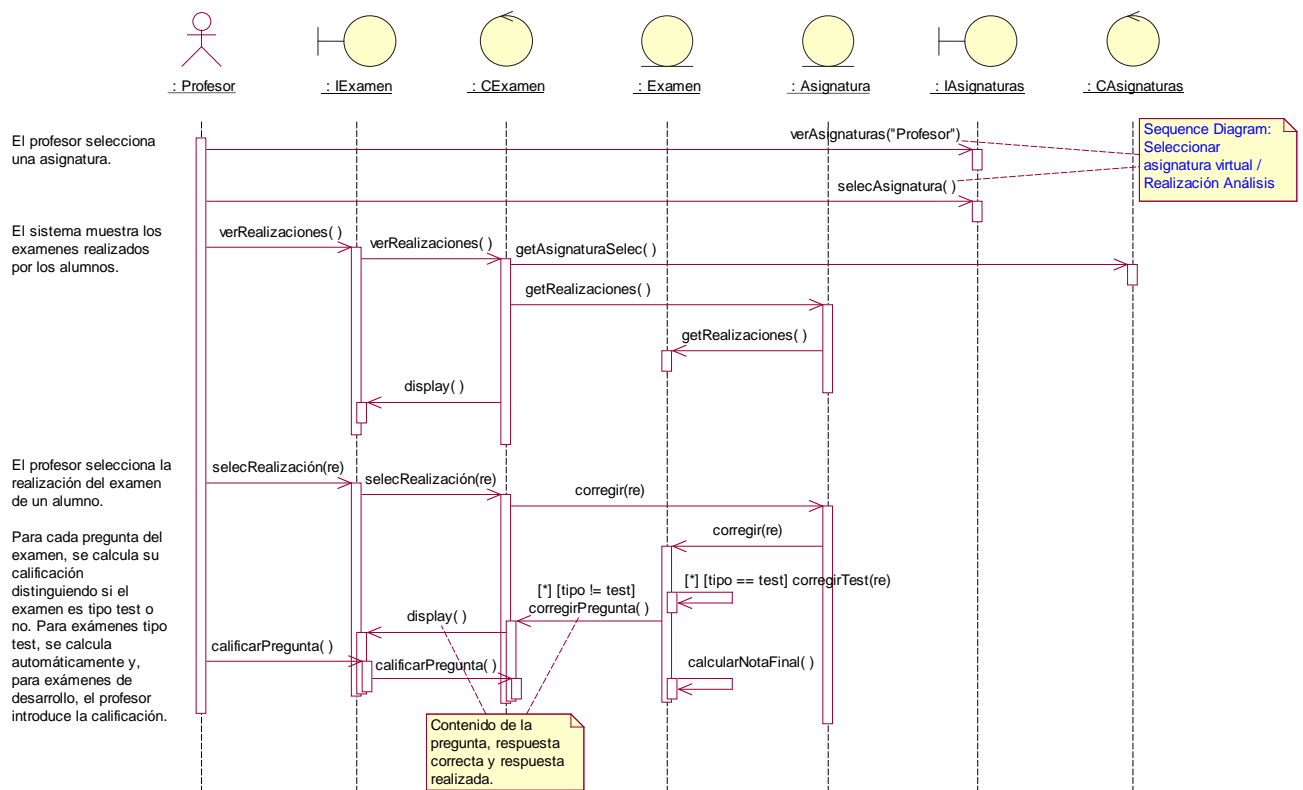 : Profesor
: IExamen
: CExamen
: Examen
: Asignatura
: IAsignaturas
: CAsignaturas
El profesor selecciona
una asignatura.
verAsignaturas("Profesor")
Sequence Diagram:
Seleccionar
asignatura virtual /
Realización Análisis
selecAsignatura( )
El sistema muestra los
examenes realizados
por los alumnos.
verRealizaciones( )
verRealizaciones( )
getAsignaturaSelec( )
getRealizaciones( )
getRealizaciones( )
display( )
El profesor selecciona la
realización del examen
de un alumno.
selecRealización(re)
selecRealización(re)
corregir(re)
corregir(re)
Para cada pregunta del
examen, se calcula su
calificación
distinguiendo si el
examen es tipo test o
no. Para exámenes tipo
test, se calcula
automáticamente y,
para exámenes de
desarrollo, el profesor
introduce la calificación.
[*] [tipo == test] corregirTest(re)
[*] [tipo != test]
corregirPregunta( )
display( )
calificarPregunta( )
calificarPregunta( )
calcularNotaFinal( )
Contenido de la
pregunta, respuesta
correcta y respuesta
realizada.